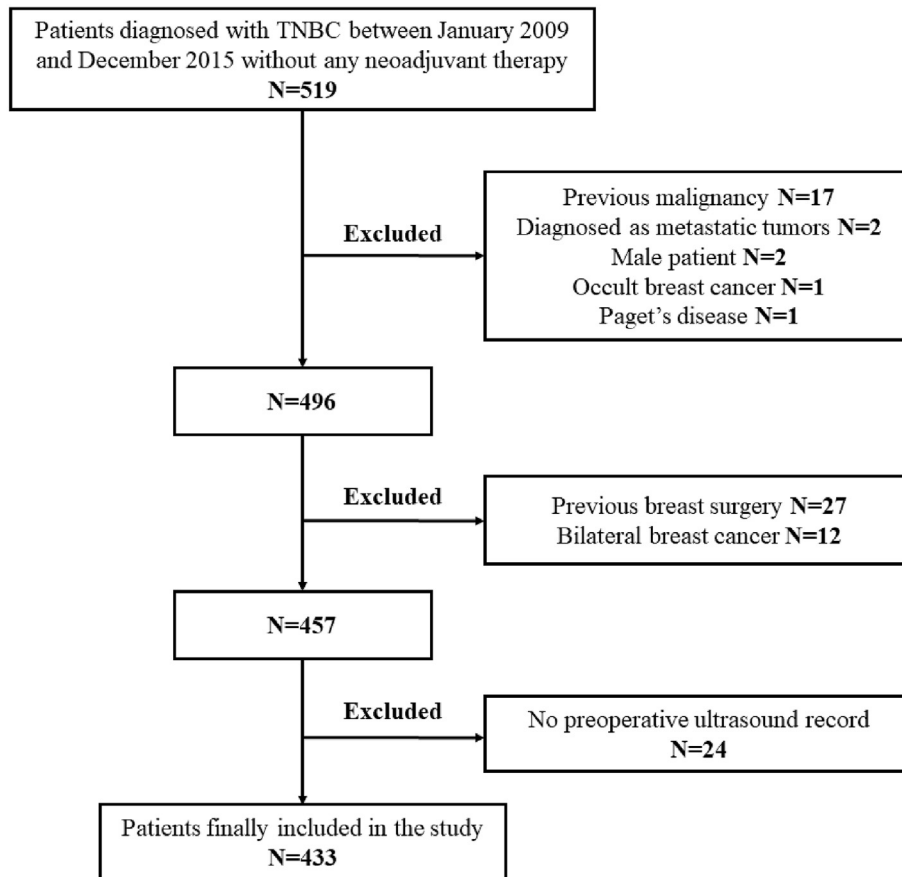 Patients diagnosed with TNBC between January 2009
and December 2015 without any neoadjuvant therapy
N=519
Excluded
Previous malignancy N=17
Diagnosed as metastatic tumors N=2
Male patient N=2
Occult breast cancer N=1
Paget's disease N=1
N=496
Excluded
Previous breast surgery N=27
Bilateral breast cancer N=12
N=457
Excluded
No preoperative ultrasound record
N=24
Patients finally included in the study
N=433